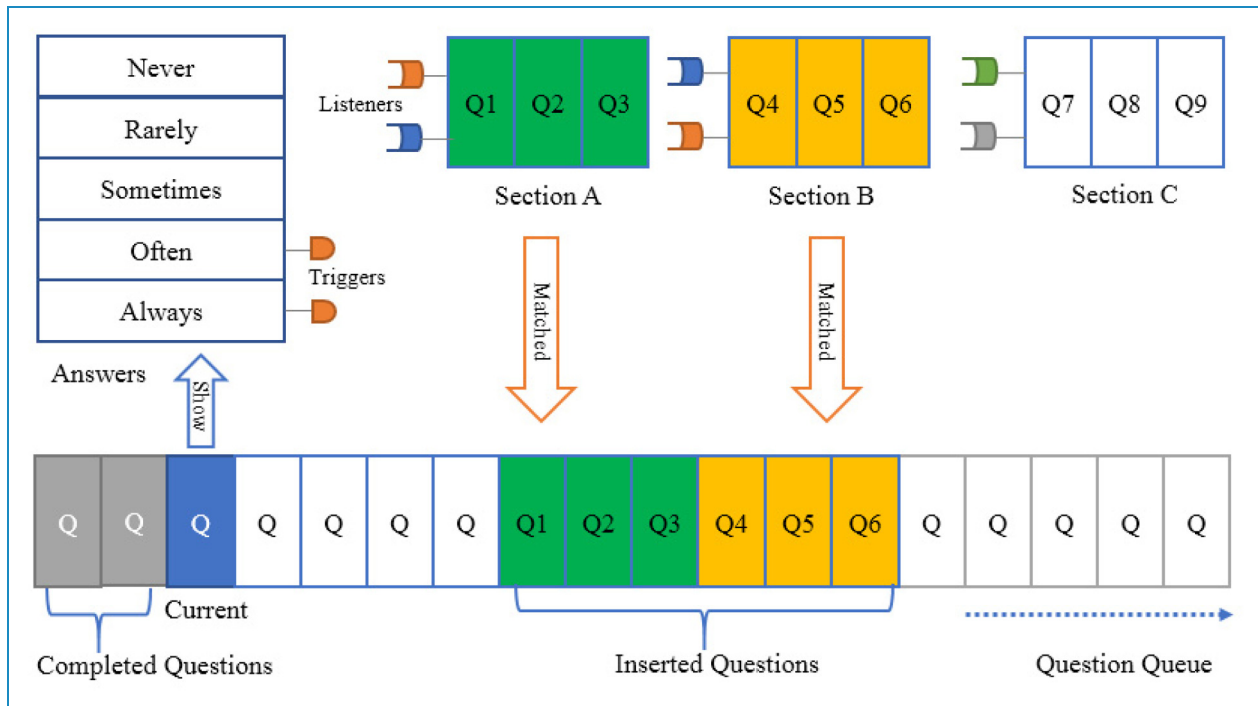 Never
Rarely
Sometimes
Often
Always
Answers
Triggers
Listeners
Q1 Q2 Q3
Section A
Q4 Q5 Q6
Section B
Q7 Q8 Q9
Section C
Matched
Matched
Show
Q Q Q Q Q Q Q Q1 Q2 Q3 Q4 Q5 Q6 Q Q Q Q Q
Current
Completed Questions
Inserted Questions
Question Queue